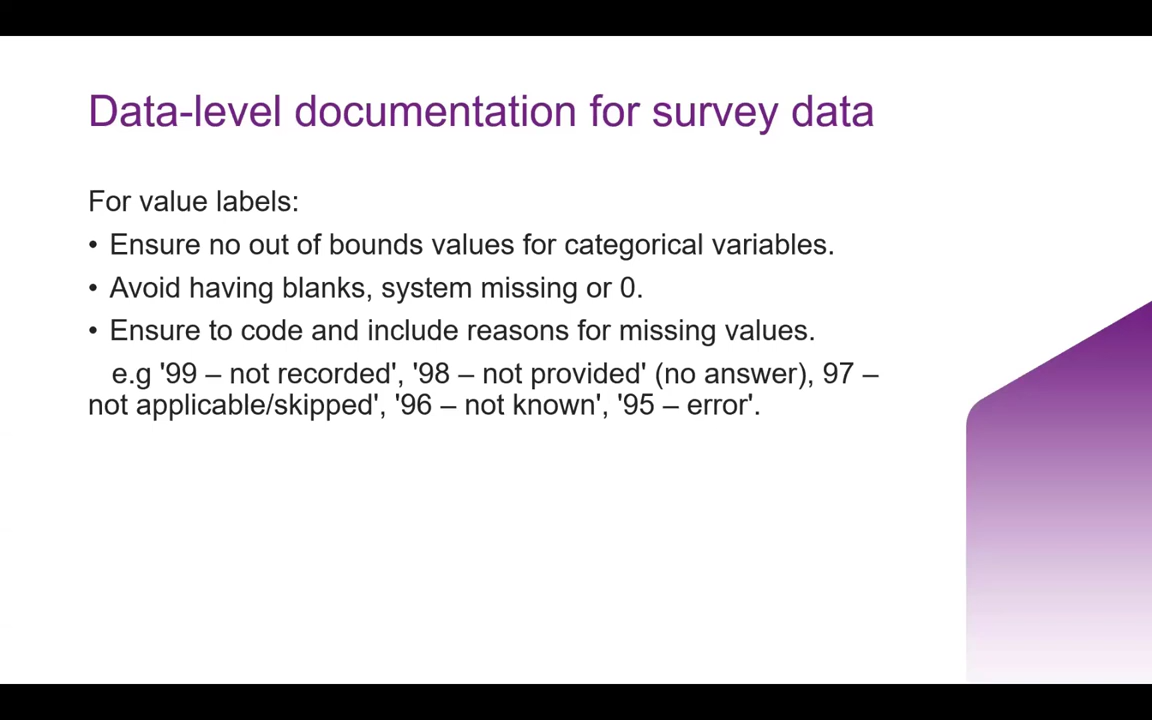 Data-level documentation for survey data
For value labels:
• Ensure no out of bounds values for categorical variables.
• Avoid having blanks, system missing or 0.
• Ensure to code and include reasons for missing values.
e.g '99 – not recorded', '98 – not provided' (no answer), 97 –
not applicable/skipped', '96 – not known', '95 – error'.